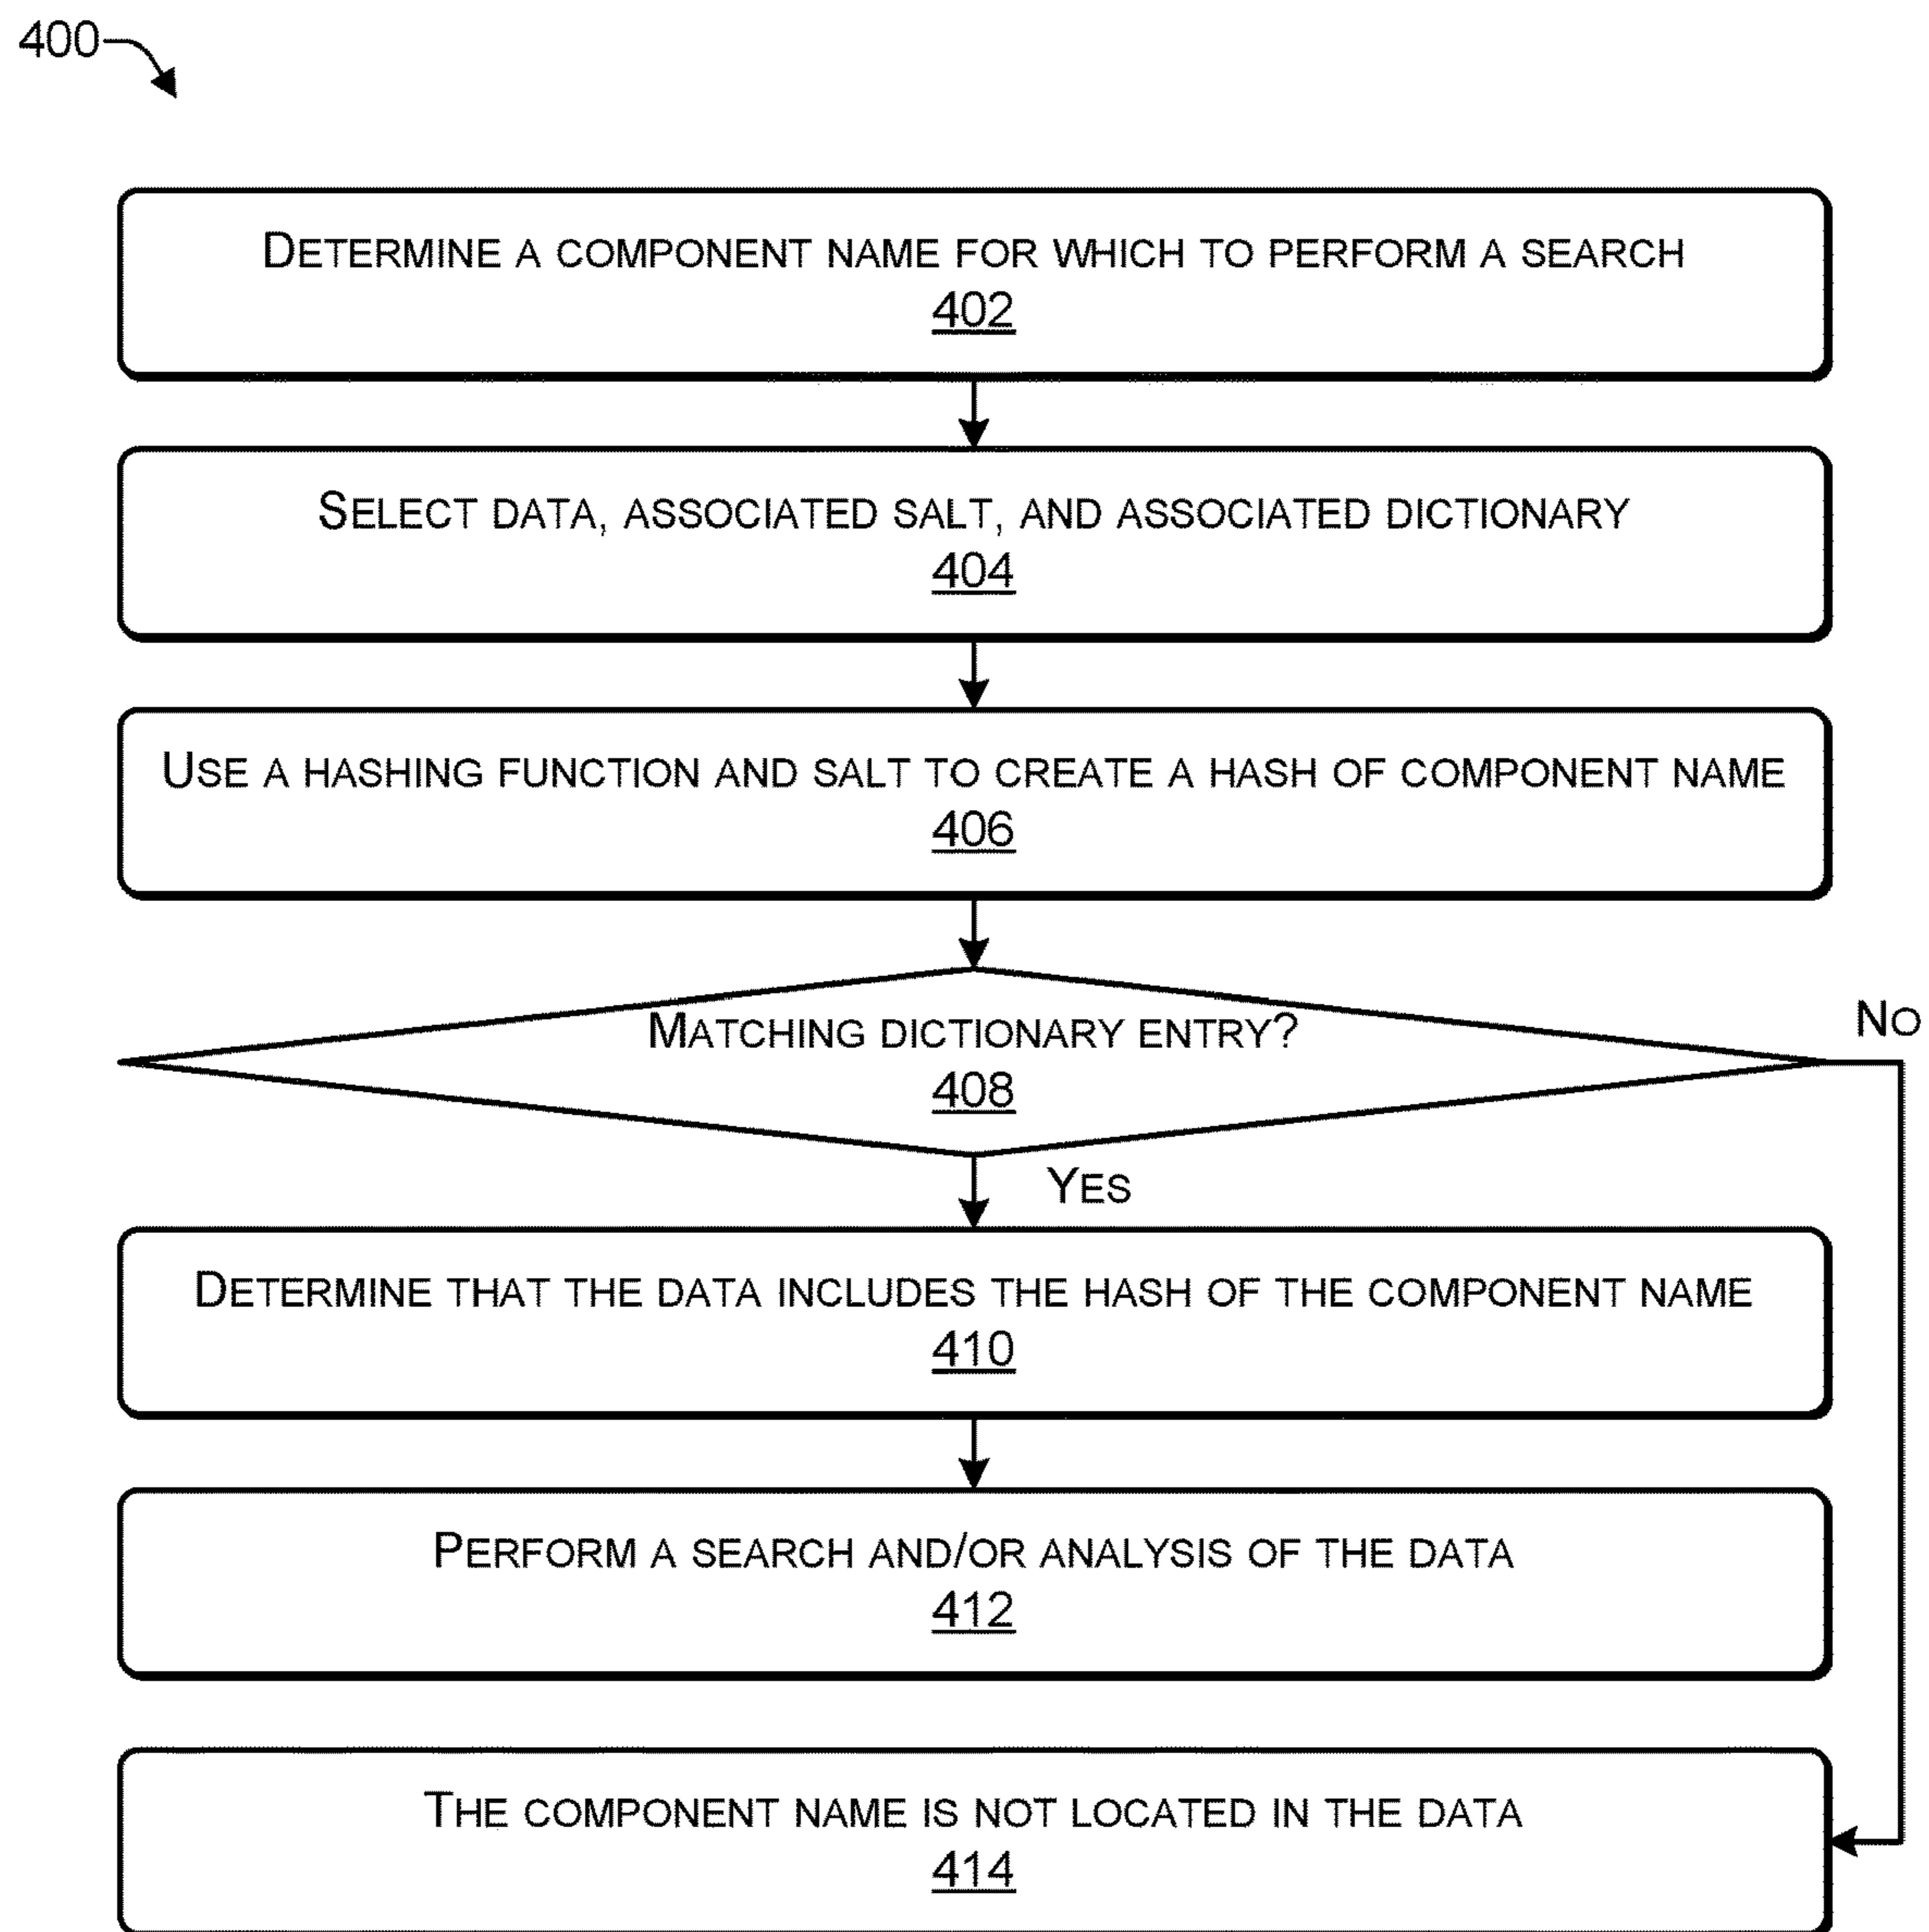 400
DETERMINE A COMPONENT NAME FOR WHICH TO PERFORM A SEARCH
402
SELECT DATA, ASSOCIATED SALT, AND ASSOCIATED DICTIONARY
404
USE A HASHING FUNCTION AND SALT TO CREATE A HASH OF COMPONENT NAME
406
MATCHING DICTIONARY ENTRY?
408
NO
YES
DETERMINE THAT THE DATA INCLUDES THE HASH OF THE COMPONENT NAME
410
PERFORM A SEARCH AND/OR ANALYSIS OF THE DATA
412
THE COMPONENT NAME IS NOT LOCATED IN THE DATA
414